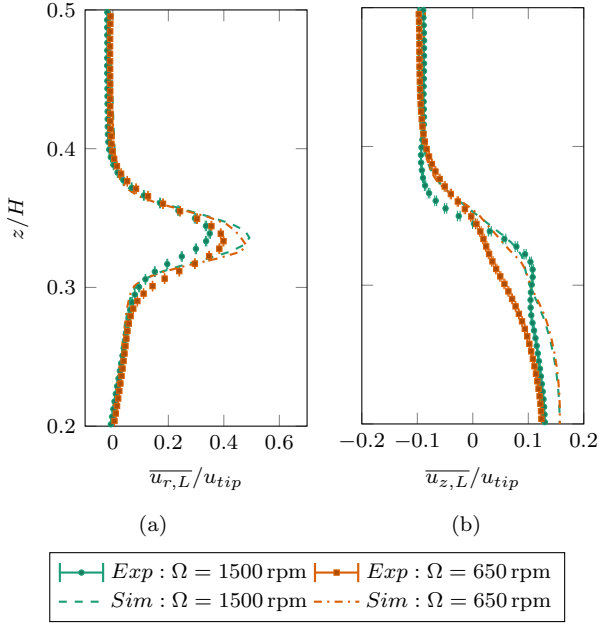 0.5
0.4
0.3
0.2
z/H
0 0.2 0.4 0.6
−0.2 −0.1 0 0.1 0.2
u_{r,L}/u_{tip}
u_{z,L}/u_{tip}
(a)
(b)
Exp : Ω = 1500 rpm Exp : Ω = 650 rpm
Sim : Ω = 1500 rpm Sim : Ω = 650 rpm